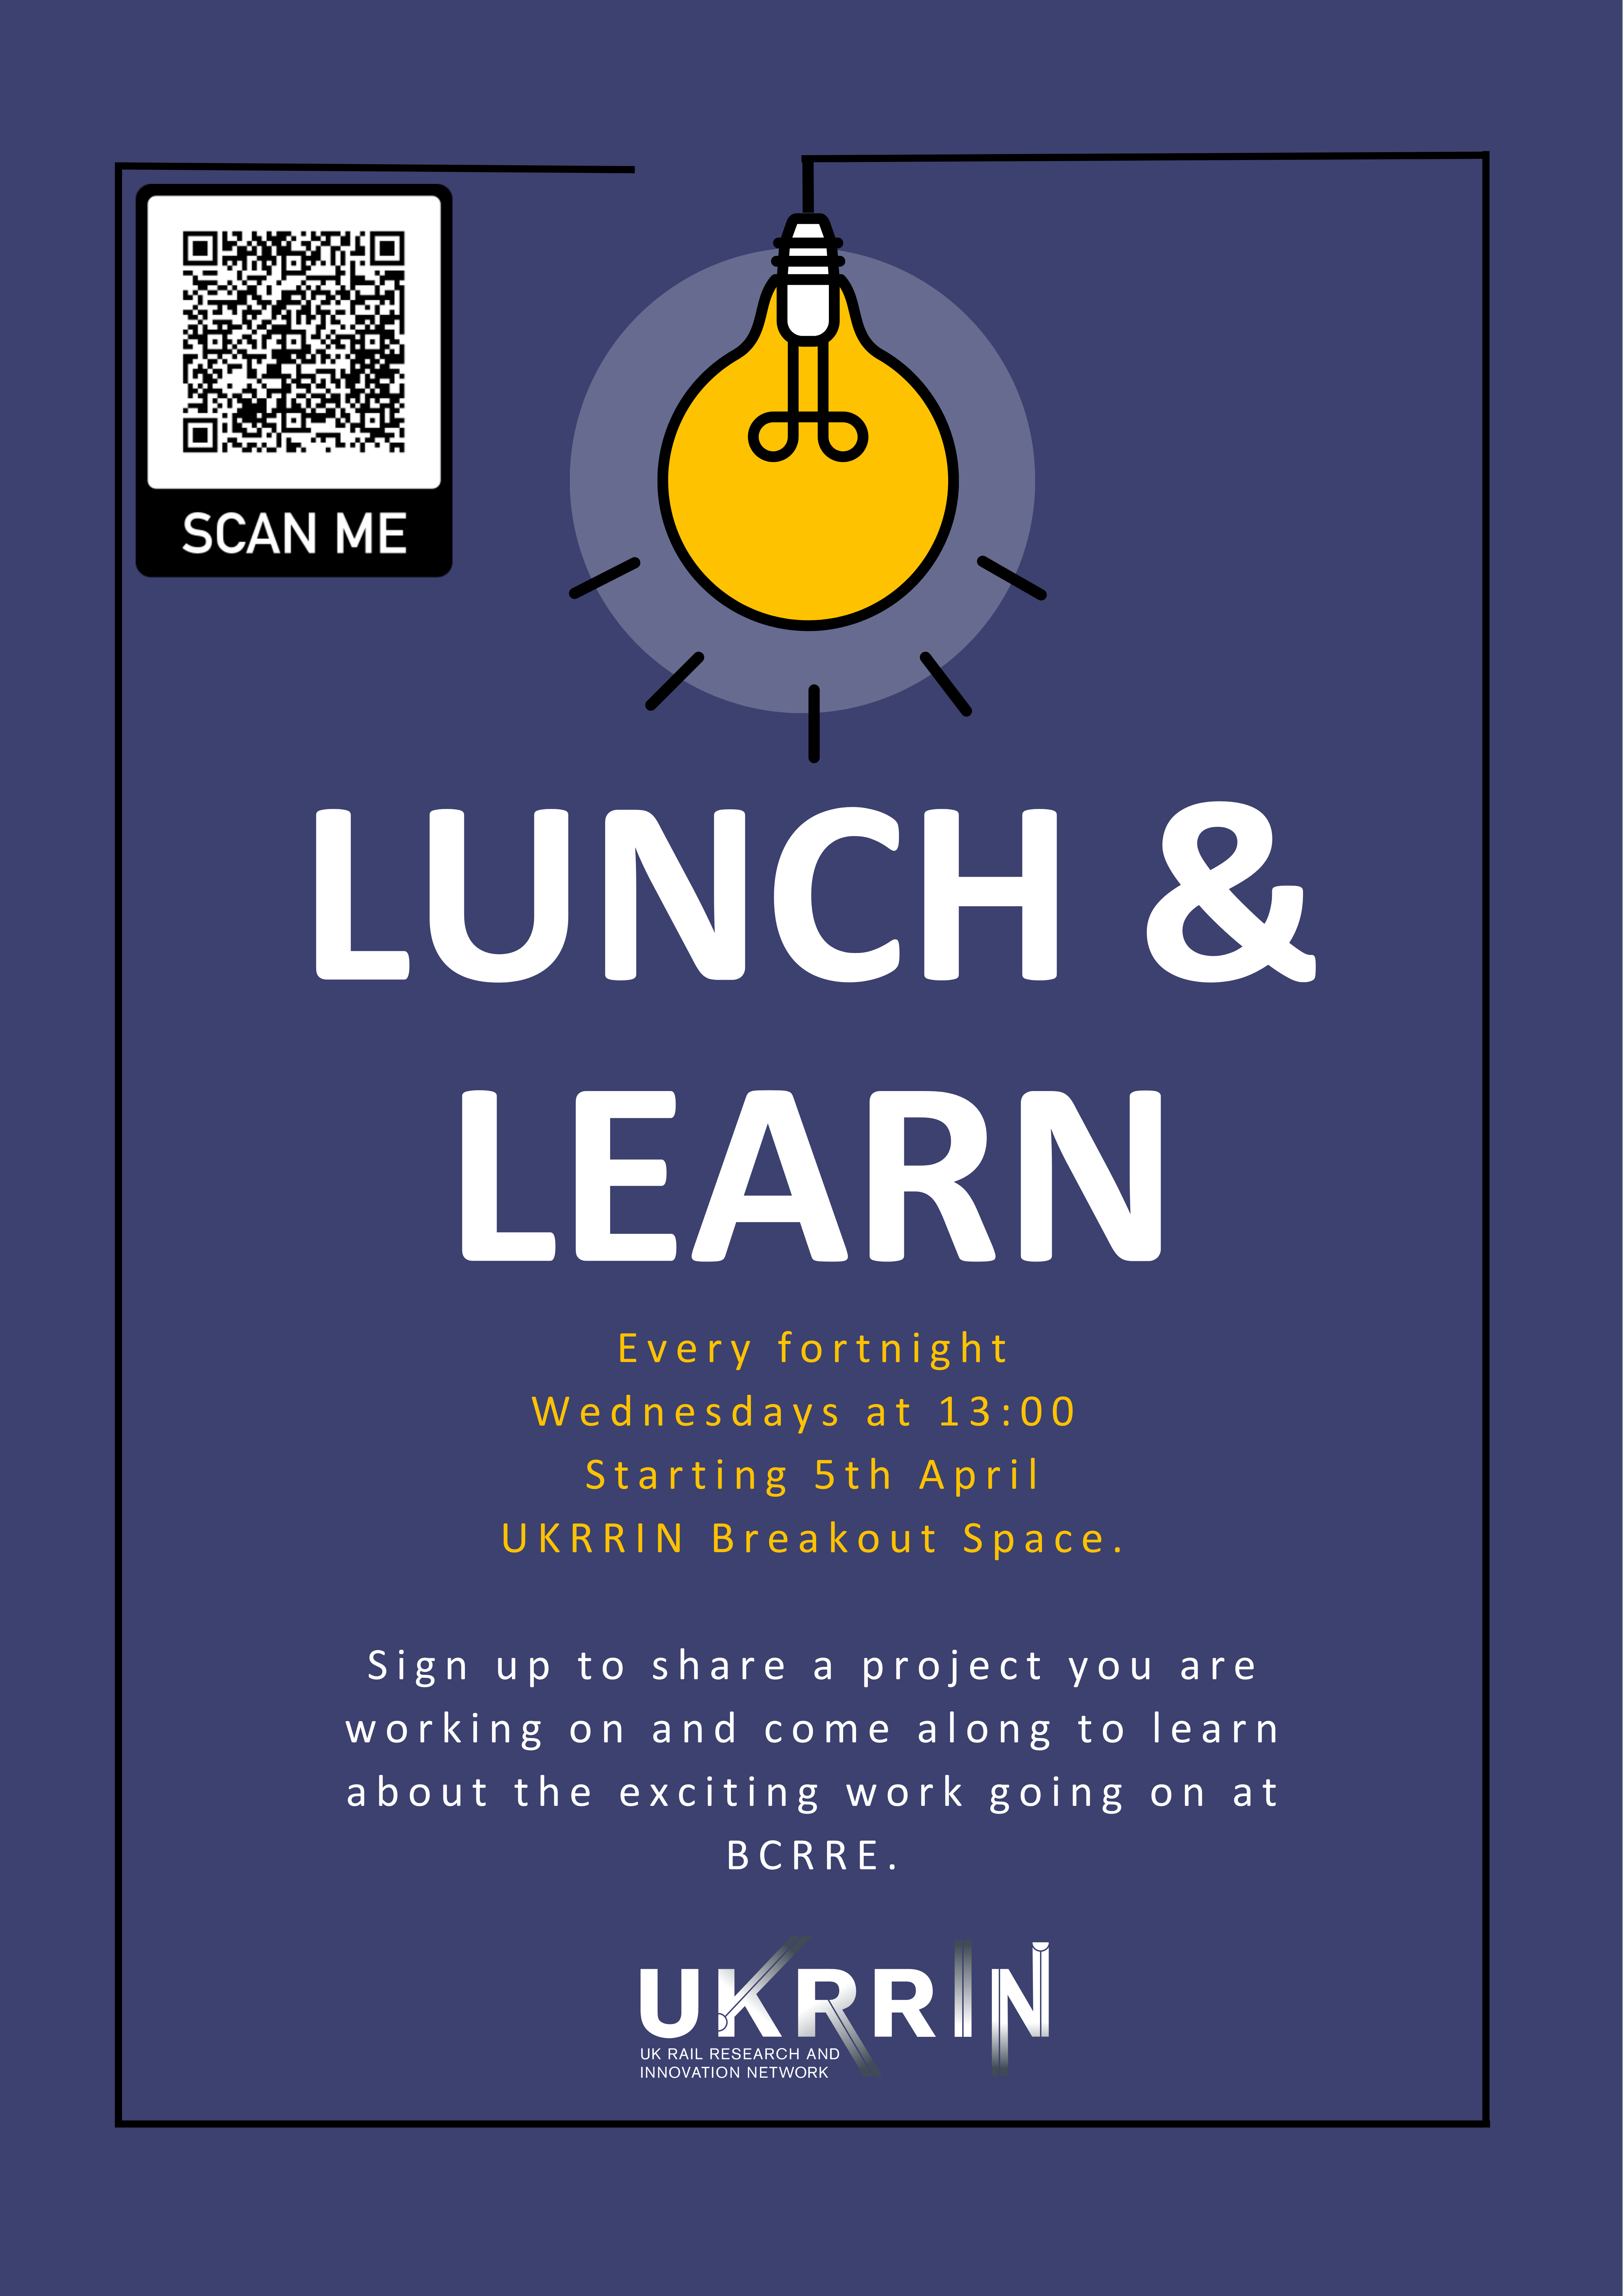 SCAN ME
LUNCH &
LEARN
Every fortnight
Wednesdays at 13:00
Starting 5th April
UKRRIN Breakout Space.
Sign up to share a project you are
working on and come along to learn
about the exciting work going on at
BCRRE.
UKRRIN
UK RAIL RESEARCH AND
INNOVATION NETWORK